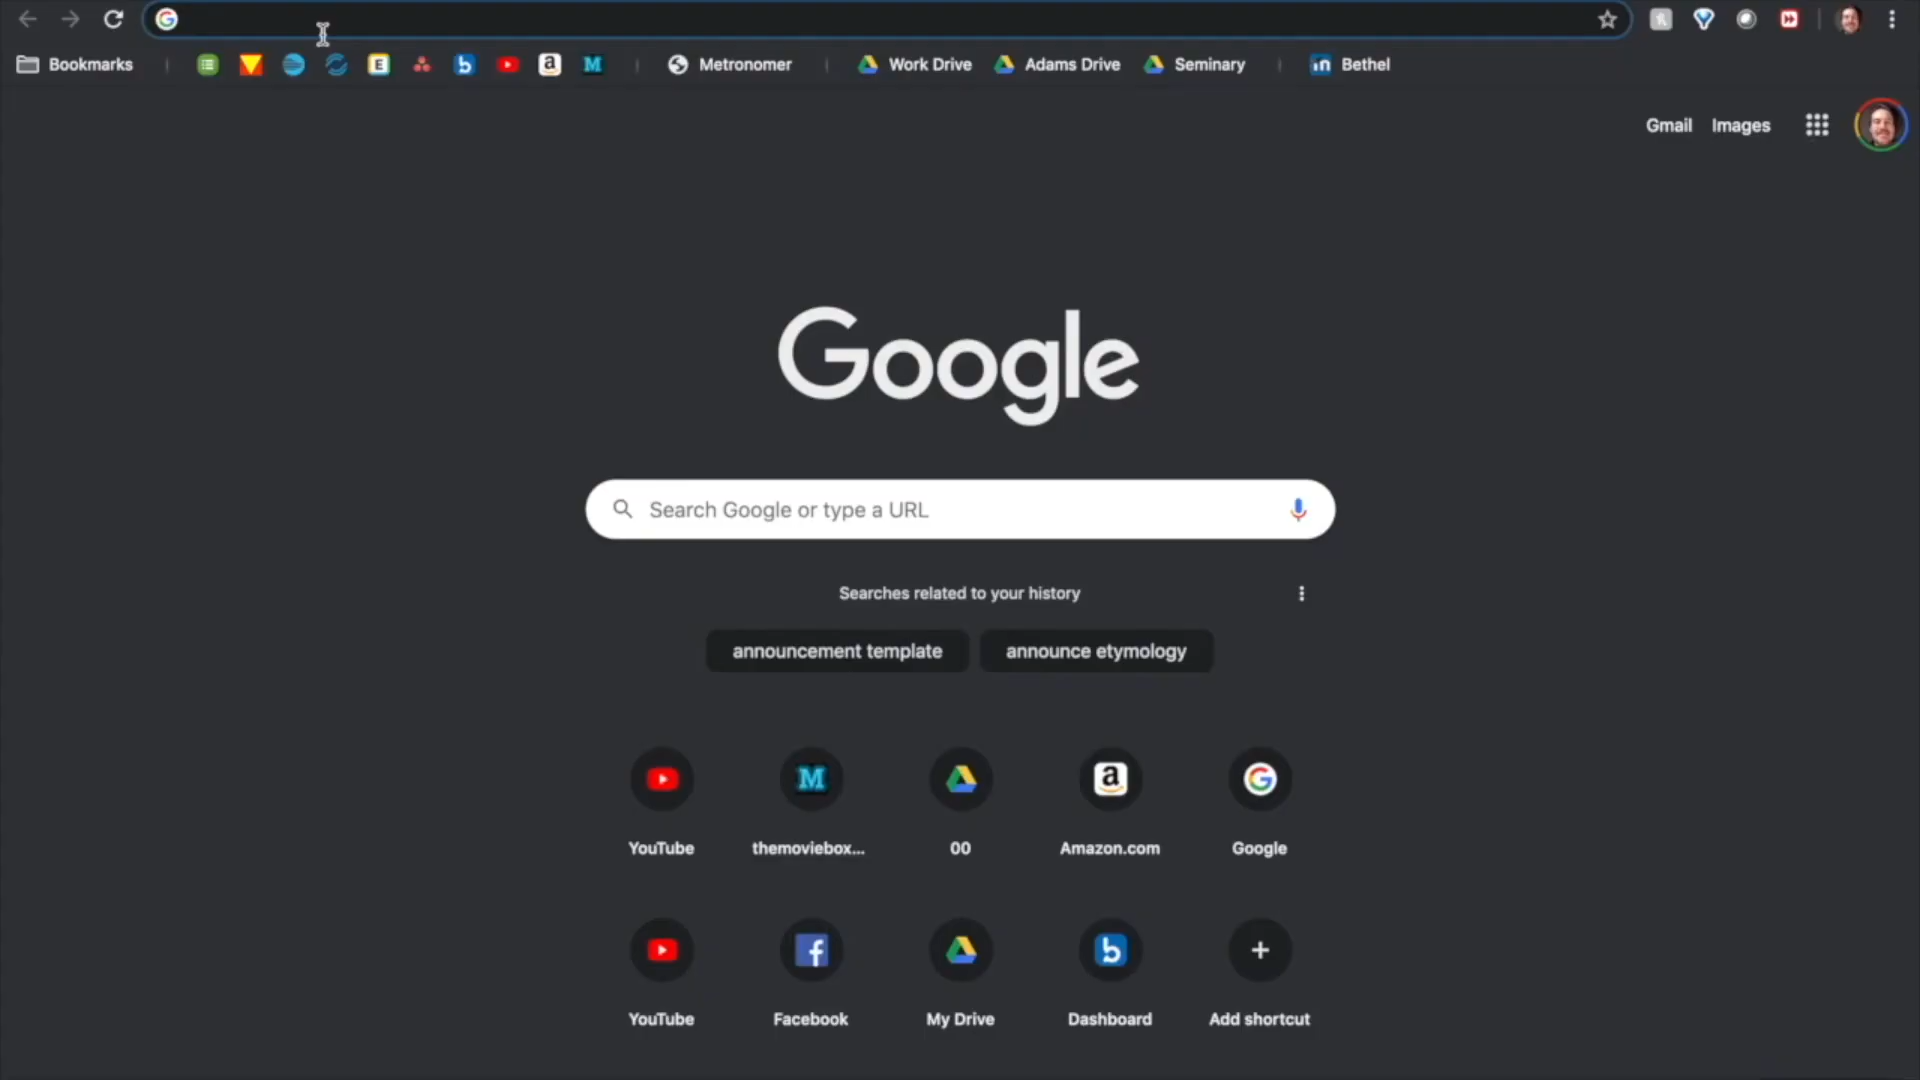 Bookmarks
E
b
a
M
Metronomer
Work Drive
Adams Drive
Seminary
in
Bethel
Gmail
Images
Google
Search Google or type a URL
Searches related to your history
announcement template
announce etymology
M
a
G
YouTube
themoviebox...
00
Amazon.com
Google
f
b
YouTube
Facebook
My Drive
Dashboard
Add shortcut